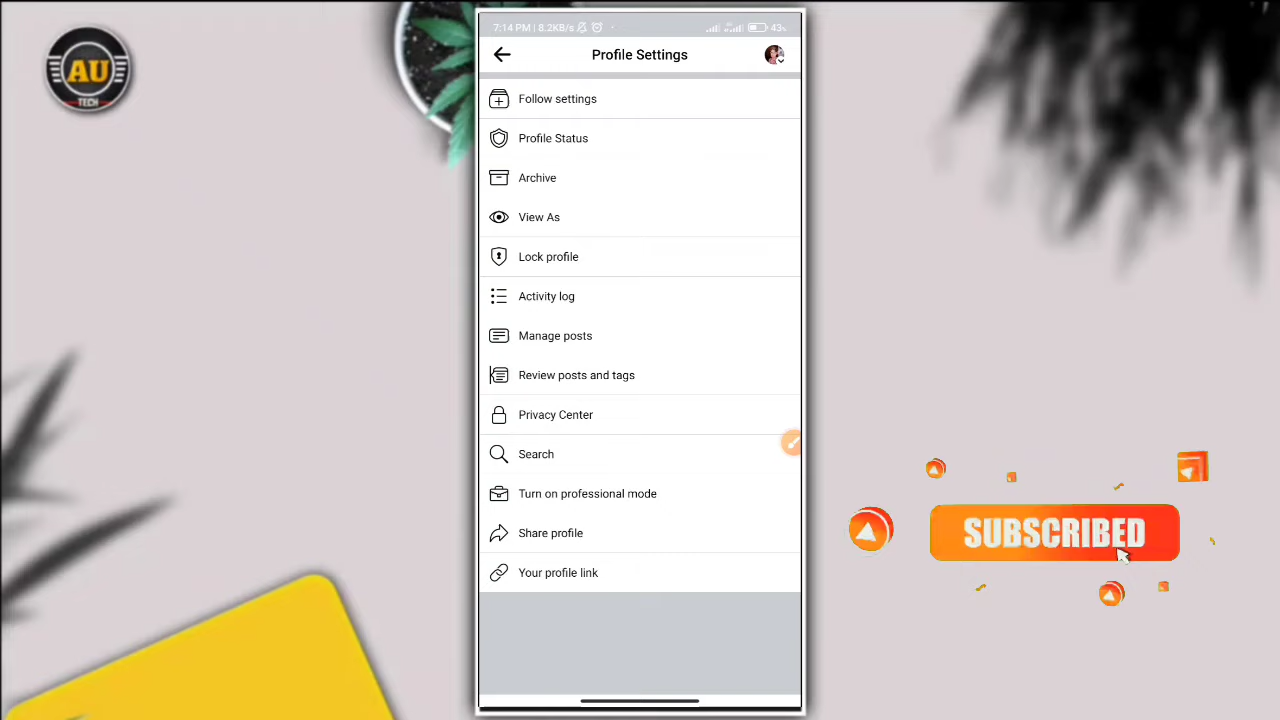 AU
TECH
7:14 PM | 8.2KB/s
43%
Profile Settings
Follow settings
Profile Status
Archive
View As
Lock profile
Activity log
Manage posts
Review posts and tags
Privacy Center
Search
Turn on professional mode
Share profile
Your profile link
SUBSCRIBED